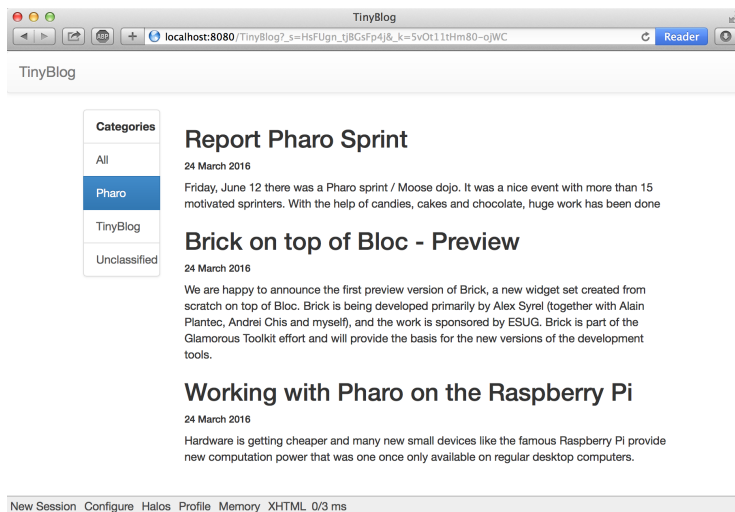 TinyBlog
ABP
localhost:8080/TinyBlog?_s=HsFUgn_tjBGsFp4j&_k=5vOt11tHm80-ojWC
Reader
TinyBlog
Categories
All
Pharo
TinyBlog
Unclassified
Report Pharo Sprint
24 March 2016
Friday, June 12 there was a Pharo sprint / Moose dojo. It was a nice event with more than 15
motivated sprinters. With the help of candies, cakes and chocolate, huge work has been done
Brick on top of Bloc - Preview
24 March 2016
We are happy to announce the first preview version of Brick, a new widget set created from
scratch on top of Bloc. Brick is being developed primarily by Alex Syrel (together with Alain
Plantec, Andrei Chis and myself), and the work is sponsored by ESUG. Brick is part of the
Glamorous Toolkit effort and will provide the basis for the new versions of the development
tools.
Working with Pharo on the Raspberry Pi
24 March 2016
Hardware is getting cheaper and many new small devices like the famous Raspberry Pi provide
new computation power that was one once only available on regular desktop computers.
New Session Configure Halos Profile Memory XHTML 0/3 ms